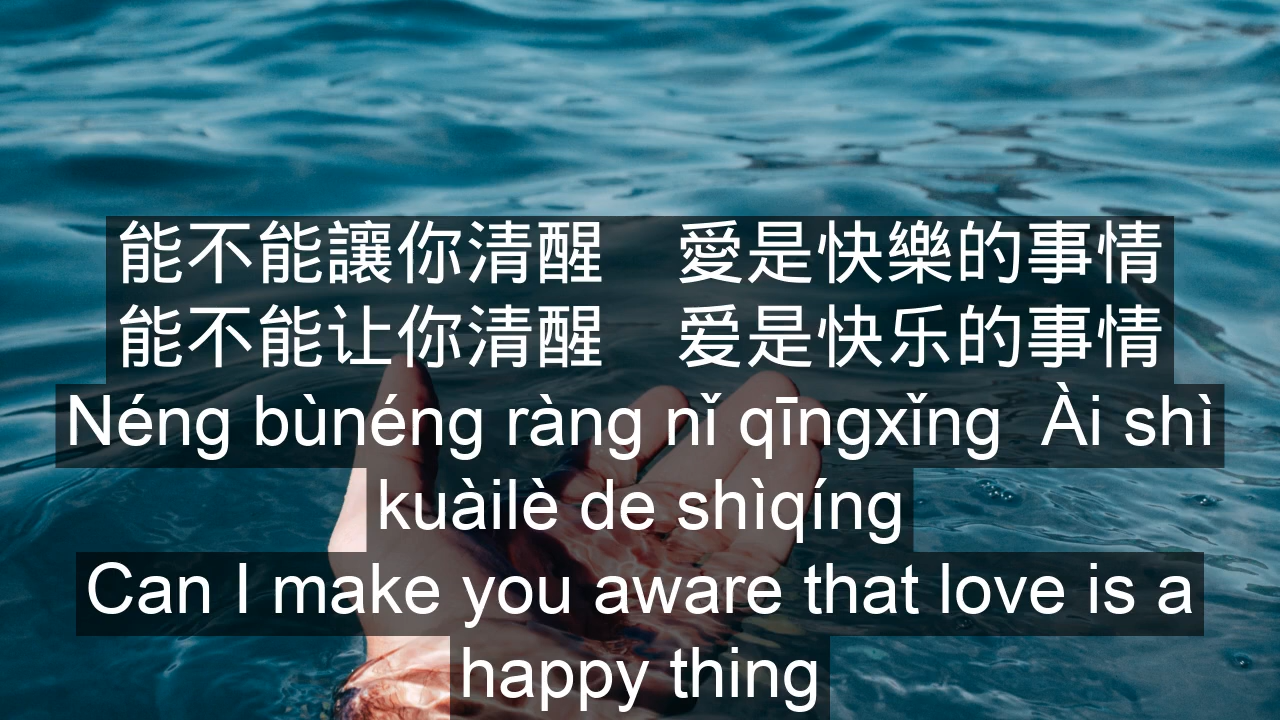 能不能讓你清醒　愛是快樂的事情
能不能让你清醒　爱是快乐的事情
Néng bùnéng ràng nǐ qīngxǐng  Ài shì
kuàilè de shìqíng
Can I make you aware that love is a
happy thing